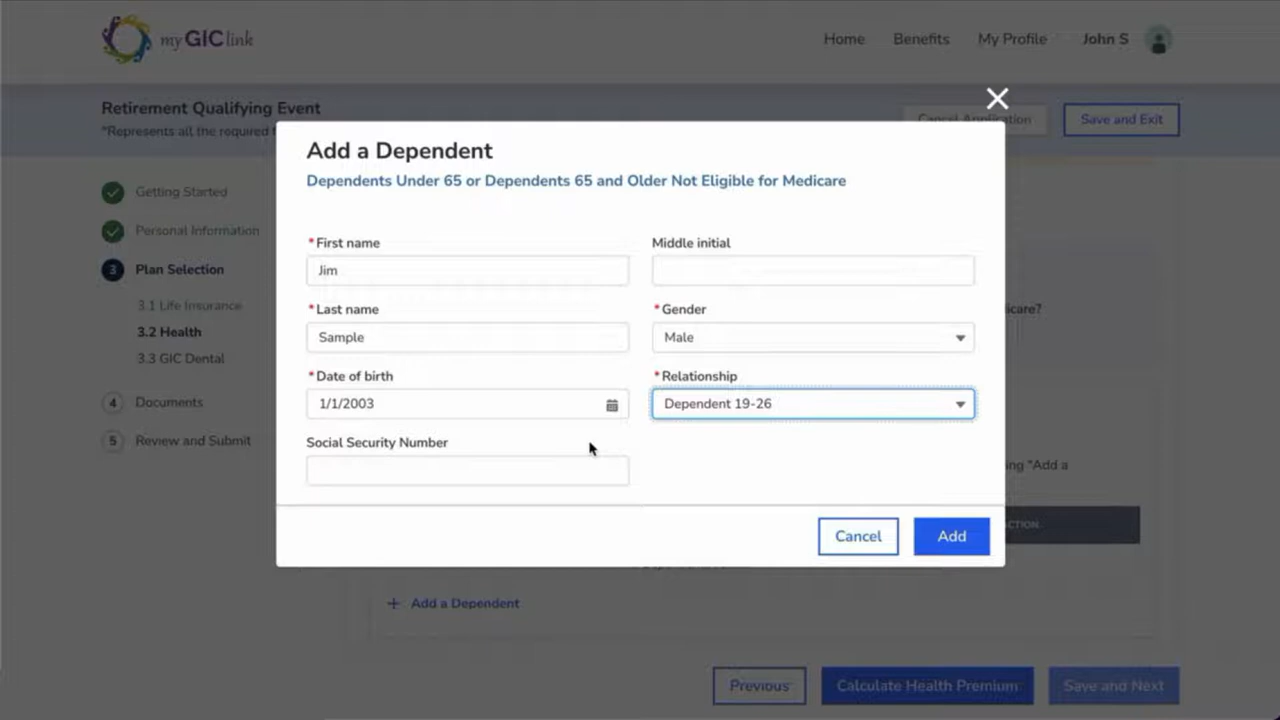 my GIC link
Home Benefits My Profile John S
Retirement Qualifying Event
*Represents all the required
Cancel Application Save and Exit
Getting Started
Personal Information
3 Plan Selection
3.1 Life Insurance
3.2 Health
3.3 GIC Dental
4 Documents
5 Review and Submit
Add a Dependent
Dependents Under 65 or Dependents 65 and Older Not Eligible for Medicare
*First name Middle initial
Jim
*Last name *Gender
Sample Male
*Date of birth *Relationship
1/1/2003 Dependent 19-26
Social Security Number
Cancel Add
icare?
ing "Add a
CTION
+ Add a Dependent
Previous Calculate Health Premium Save and Next